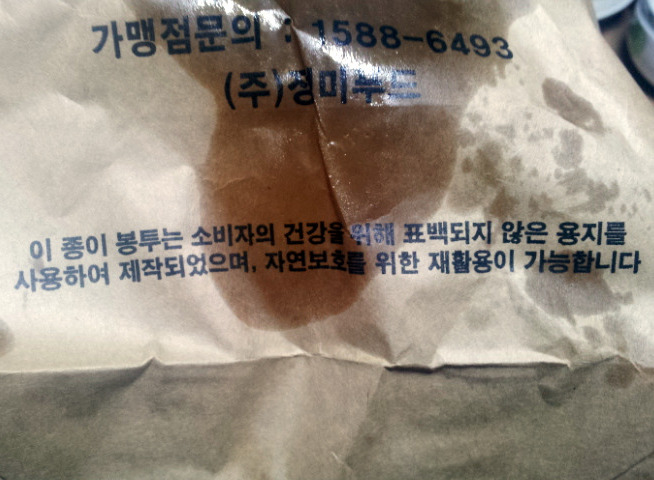 가맹점문의 : 1588-6493
(주)정미푸드
이 종이 봉투는 소비자의 건강을 위해 표백되지 않은 용지를
사용하여 제작되었으며, 자연보호를 위한 재활용이 가능합니다